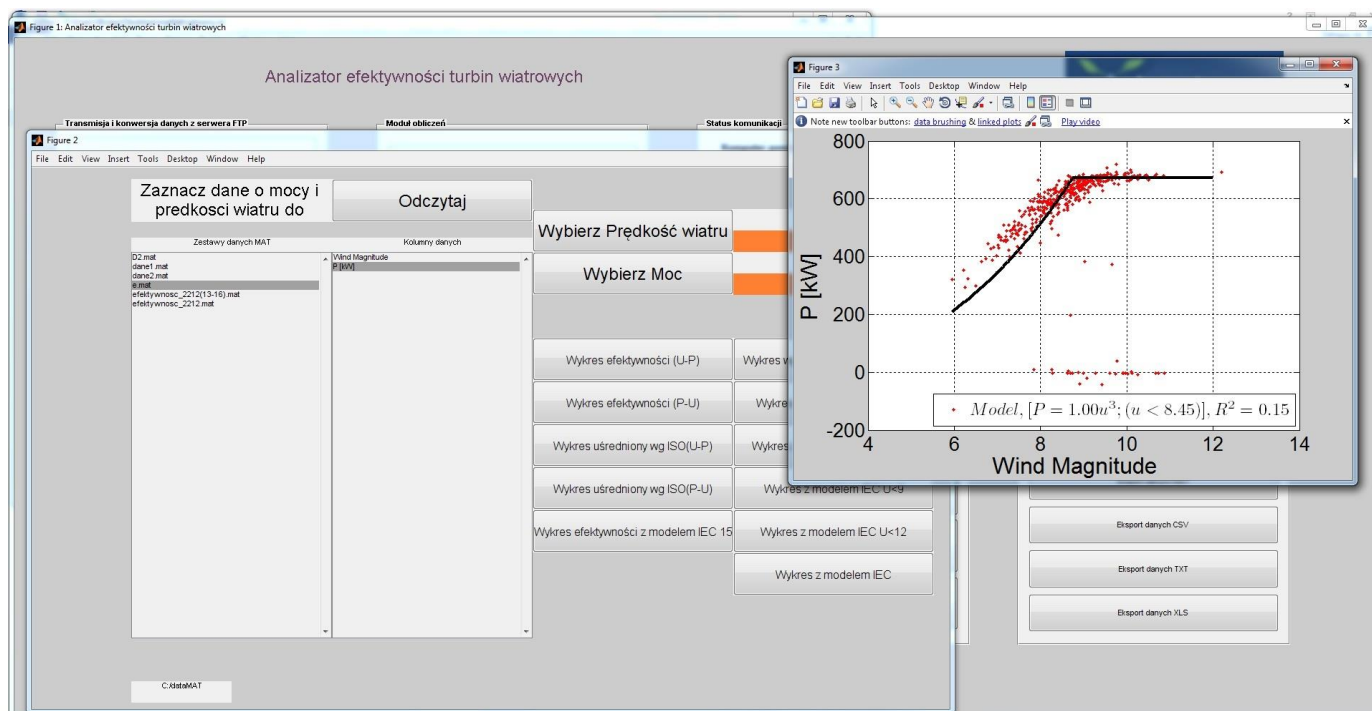 Figure 1: Analizator efektywności turbin wiatrowych
Analizator efektywności turbin wiatrowych
Transmisja i konwersja danych z serwera FTP
Moduł obliczeń
Status komunikacji
Figure 2
File Edit View Insert Tools Desktop Window Help
Zaznacz dane o mocy i
predkosci wiatru do
Odczytaj
Zestawy danych MAT
Kolumny danych
D2.mat
dane1.mat
dane2.mat
e.mat
efektywnosc_2212(13-16).mat
efektywnosc_2212.mat
Wind Magnitude
P [kW]
Wybierz Prędkość wiatru
Wybierz Moc
Wykres efektywności (U-P)
Wykres efektywności (P-U)
Wykres uśredniony wg ISO(U-P)
Wykres uśredniony wg ISO(P-U)
Wykres efektywności z modelem IEC 15
Wykres
Wykres z modelem IEC U<9
Wykres z modelem IEC U<12
Wykres z modelem IEC
C:/dataMAT
Figure 3
File Edit View Insert Tools Desktop Window Help
Note new toolbar buttons: data brushing & linked plots Play video
800
600
400
200
0
-200
P [kW]
4 6 8 10 12 14
Wind Magnitude
Model, [P = 1.00u³; (u < 8.45)], R² = 0.15
Eksport danych CSV
Eksport danych TXT
Eksport danych XLS